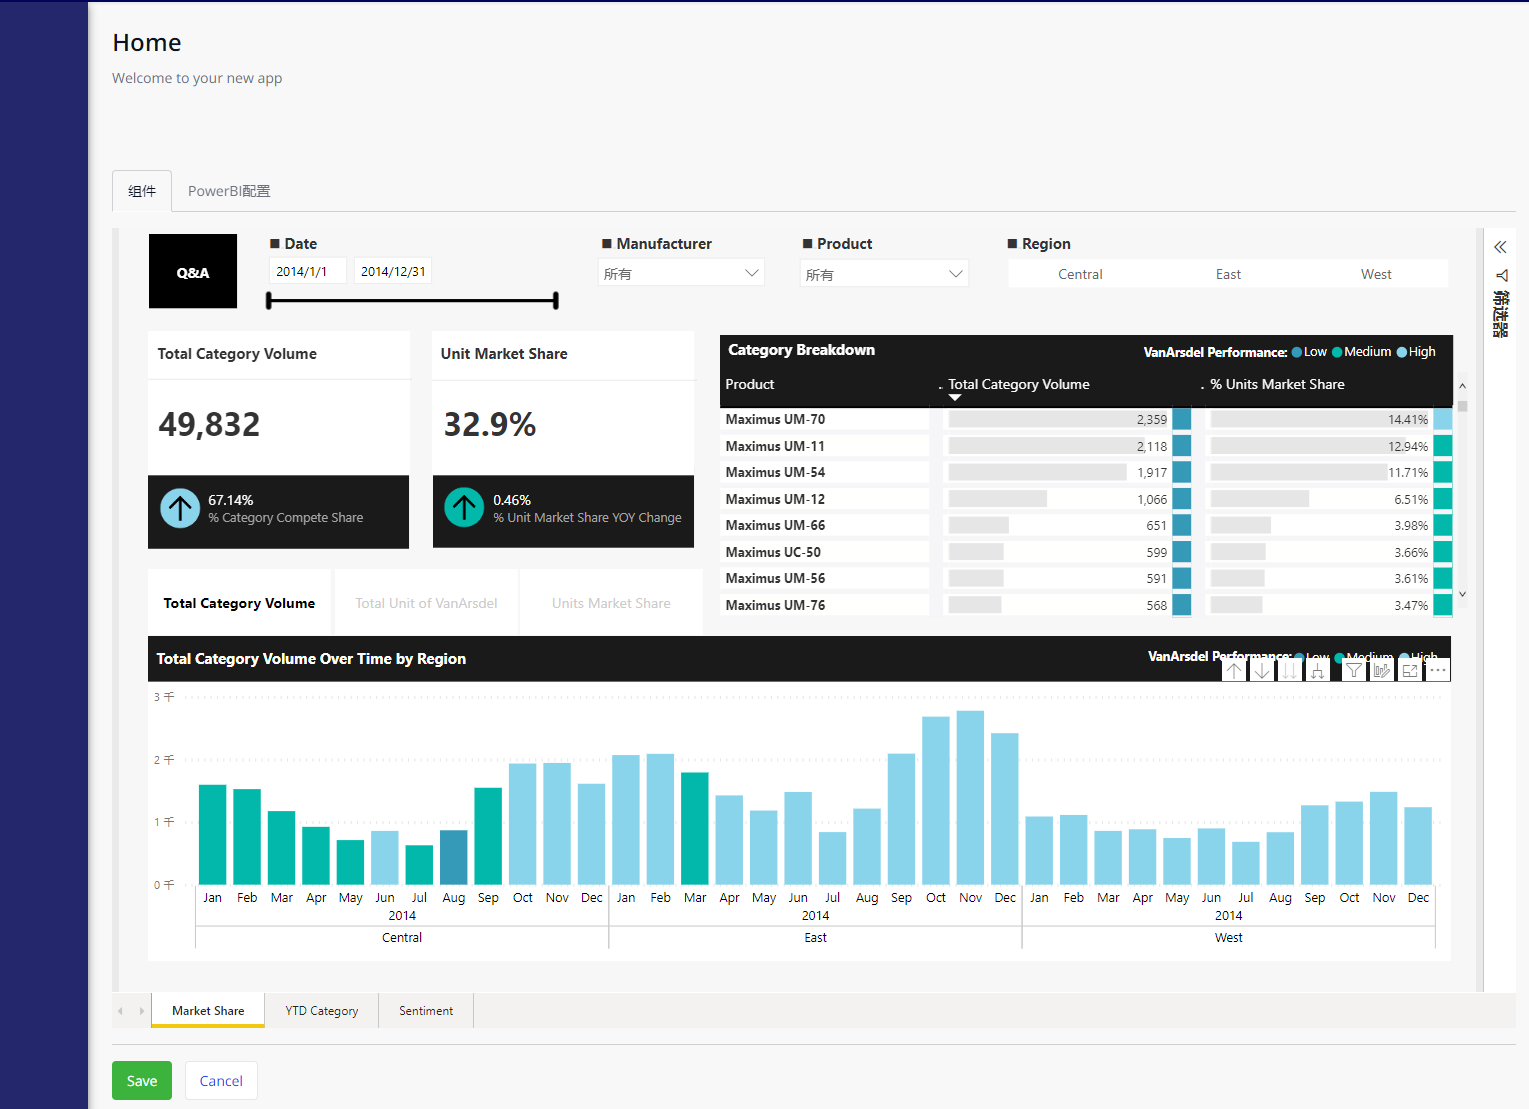 Home
Welcome to your new app
组件 PowerBI配置
Q&A
Date
2014/1/1 2014/12/31
Manufacturer
所有
Product
所有
Region
Central East West
筛选器
Total Category Volume
49,832
67.14%
% Category Compete Share
Unit Market Share
32.9%
0.46%
% Unit Market Share YOY Change
Category Breakdown VanArsdel Performance: Low Medium High
Product Total Category Volume % Units Market Share
Maximus UM-70 2,359 14.41%
Maximus UM-11 2,118 12.94%
Maximus UM-54 1,917 11.71%
Maximus UM-12 1,066 6.51%
Maximus UM-66 651 3.98%
Maximus UC-50 599 3.66%
Maximus UM-56 591 3.61%
Maximus UM-76 568 3.47%
Total Category Volume Total Unit of VanArsdel Units Market Share
Total Category Volume Over Time by Region VanArsdel Performance: Low Medium High
3 千
2 千
1 千
0 千
Jan Feb Mar Apr May Jun Jul Aug Sep Oct Nov Dec Jan Feb Mar Apr May Jun Jul Aug Sep Oct Nov Dec Jan Feb Mar Apr May Jun Jul Aug Sep Oct Nov Dec
2014 2014 2014
Central East West
Market Share YTD Category Sentiment
Save Cancel